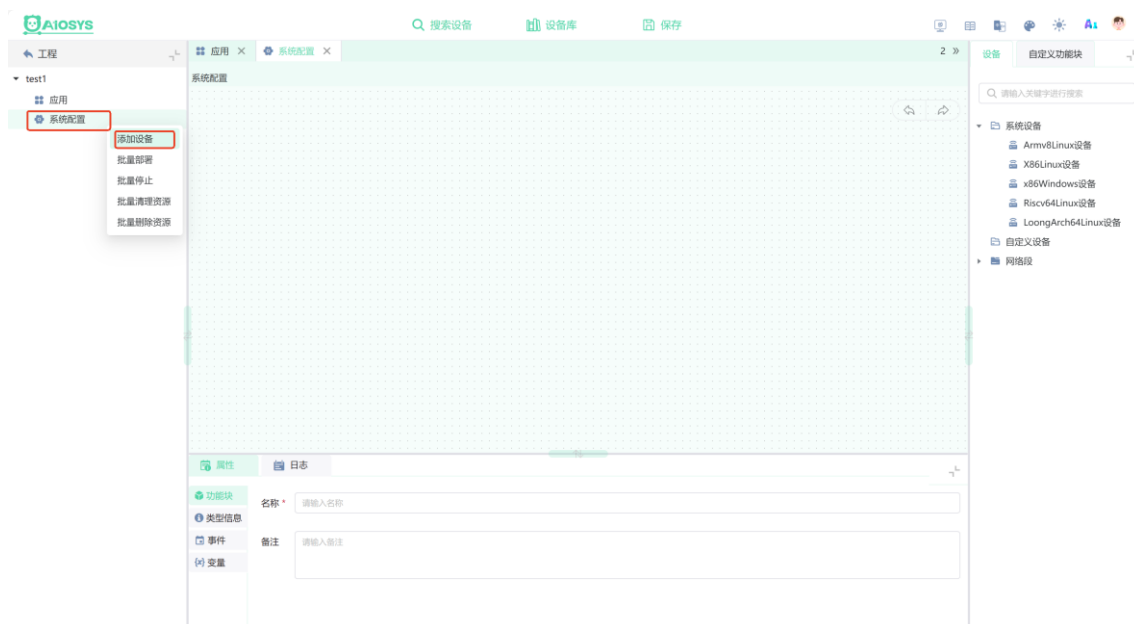 AIOSYS
搜索设备
设备库
保存
工程
应用
系统配置
2
设备
自定义功能块
test1
应用
系统配置
系统配置
添加设备
批量部署
批量停止
批量清理资源
批量删除资源
请输入关键字进行搜索
系统设备
Armv8Linux设备
X86Linux设备
x86Windows设备
Riscv64Linux设备
LoongArch64Linux设备
自定义设备
网络段
属性
日志
功能块
类型信息
事件
变量
名称 *
请输入名称
备注
请输入备注